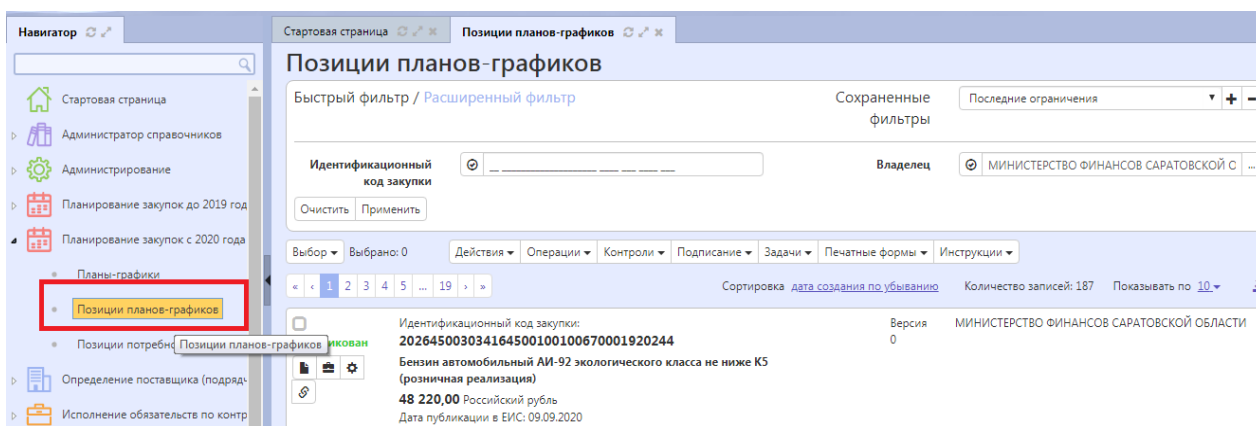 Навигатор
Стартовая страница
Администратор справочников
Администрирование
Планирование закупок до 2019 год
Планирование закупок с 2020 года
Планы-графики
Позиции планов-графиков
Позиции потребн
Позиции планов-графиков
Определение поставщика (подряд
Исполнение обязательств по контр
Стартовая страница Позиции планов-графиков
Позиции планов-графиков
Быстрый фильтр / Расширенный фильтр
Сохраненные фильтры Последние ограничения
Идентификационный код закупки
Владелец МИНИСТЕРСТВО ФИНАНСОВ САРАТОВСКОЙ О ...
Очистить Применить
Выбор Выбрано: 0 Действия Операции Контроли Подписание Задачи Печатные формы Инструкции
« ‹ 1 2 3 4 5 ... 19 › » Сортировка дата создания по убыванию Количество записей: 187 Показывать по 10
Идентификационный код закупки: Версия МИНИСТЕРСТВО ФИНАНСОВ САРАТОВСКОЙ ОБЛАСТИ
икован 202645003034164500100100670001920244 0
Бензин автомобильный АИ-92 экологического класса не ниже К5
(розничная реализация)
48 220,00 Российский рубль
Дата публикации в ЕИС: 09.09.2020